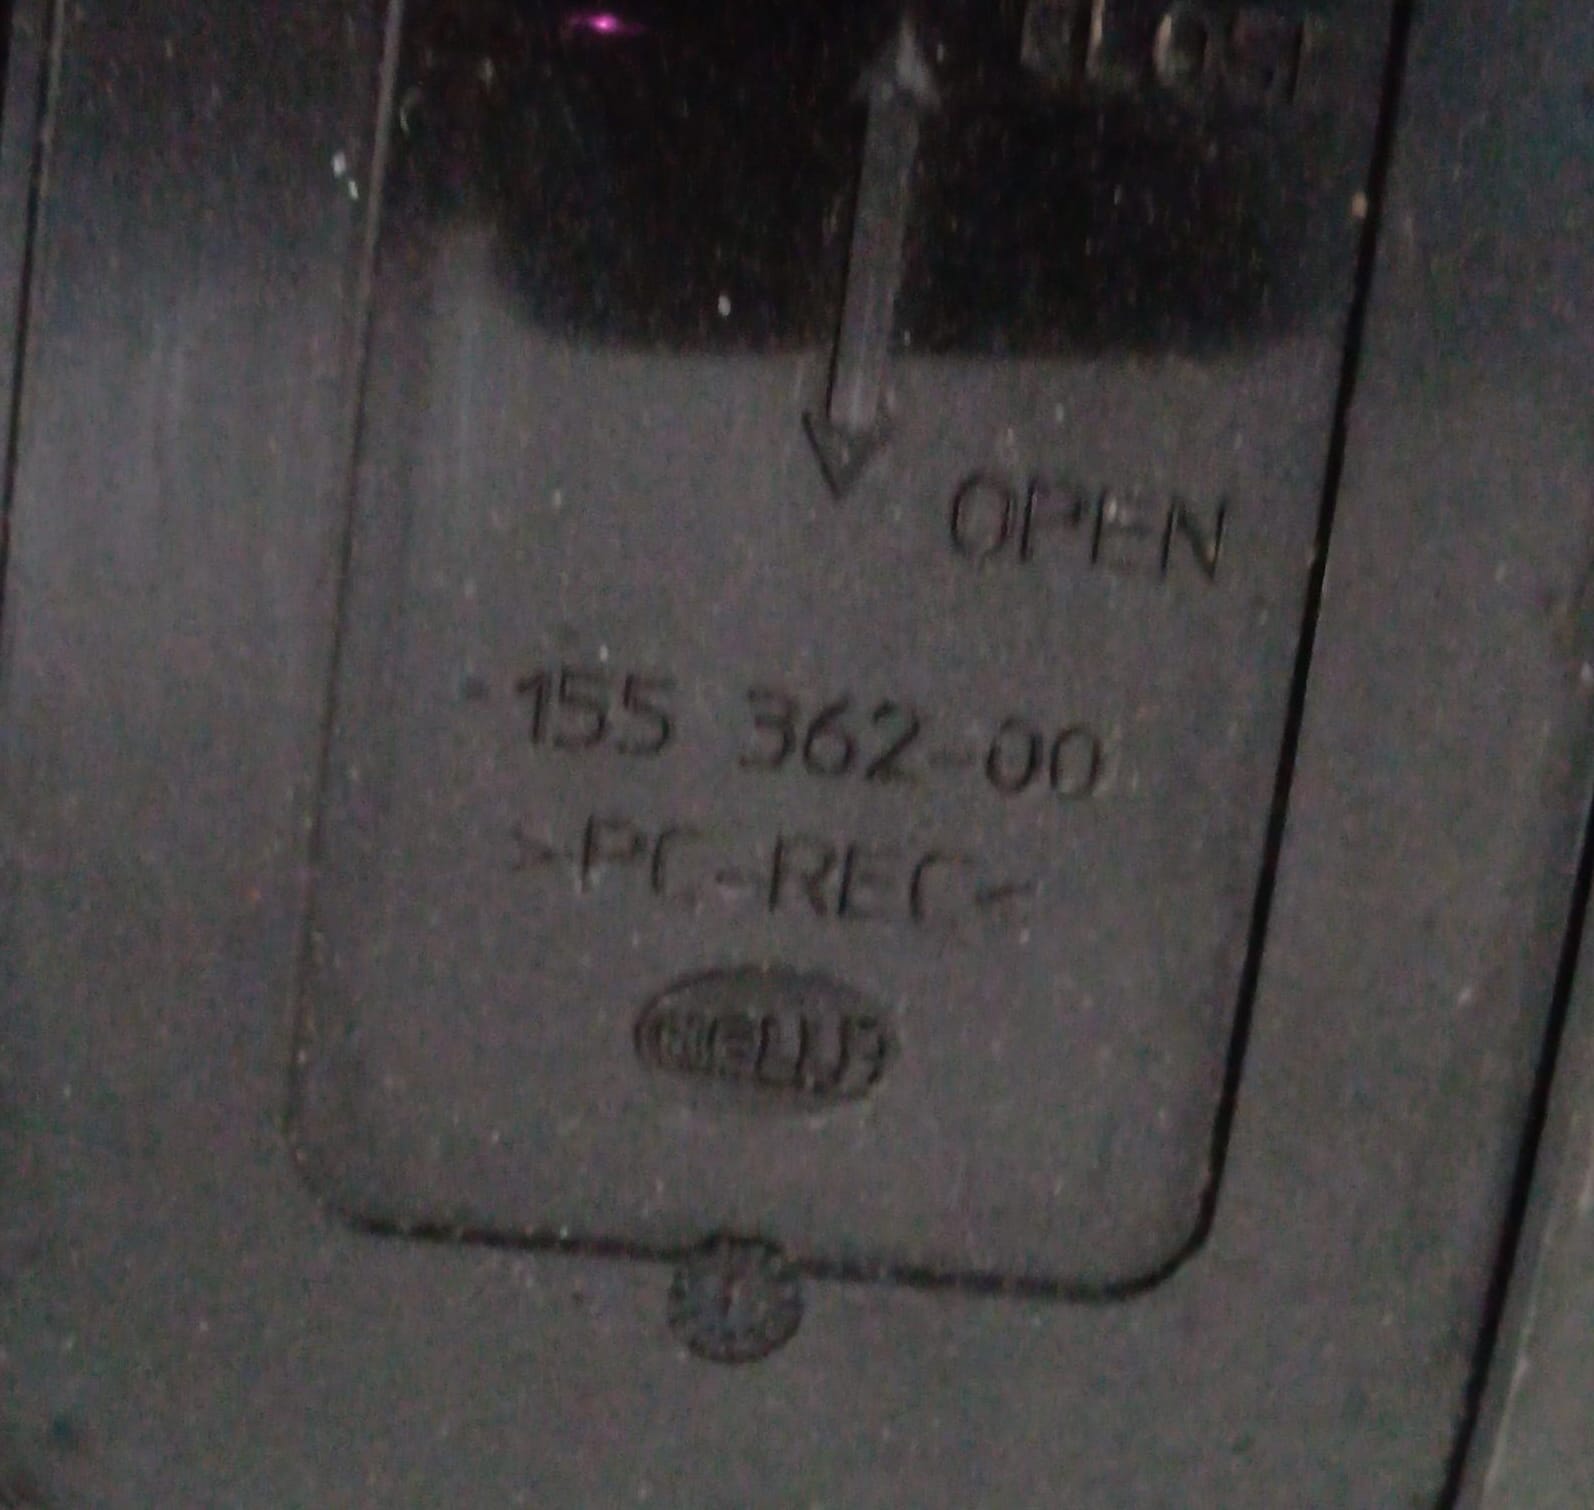 OPEN
155 362-00
>PC-REC<
HELLA